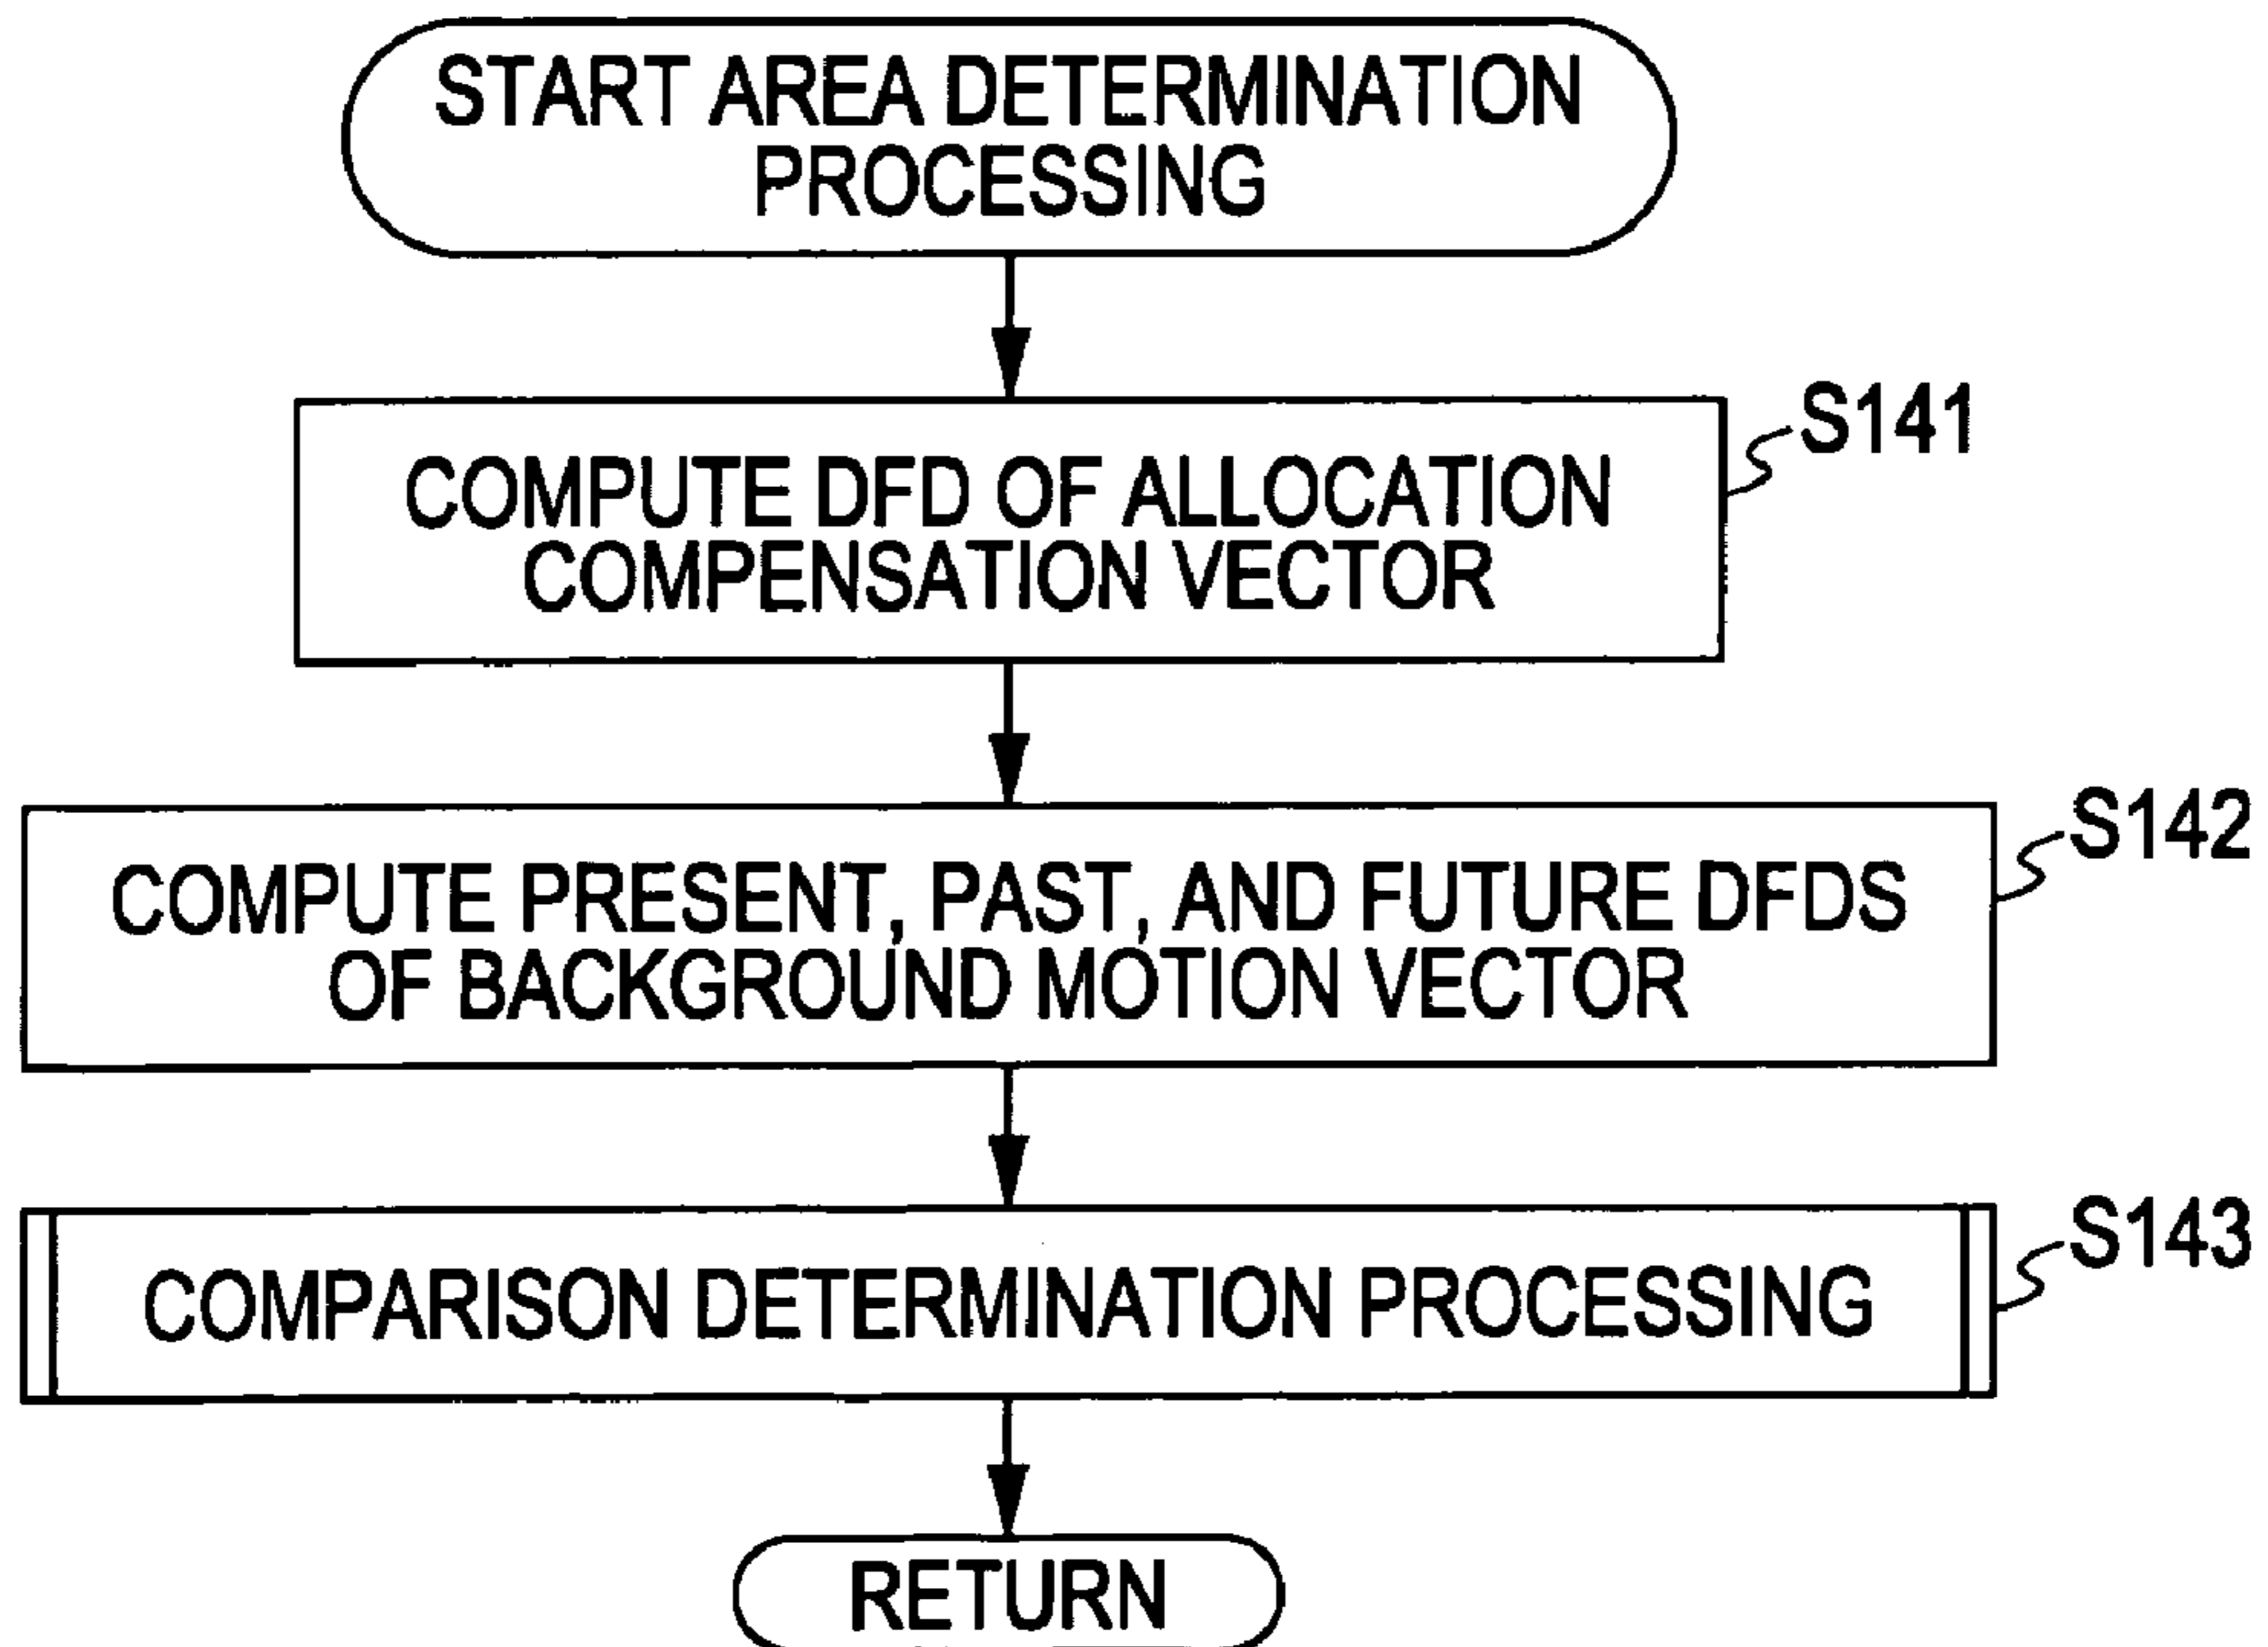 START AREA DETERMINATION
PROCESSING
S141
COMPUTE DFD OF ALLOCATION
COMPENSATION VECTOR
S142
COMPUTE PRESENT, PAST, AND FUTURE DFDS
OF BACKGROUND MOTION VECTOR
S143
COMPARISON DETERMINATION PROCESSING
RETURN